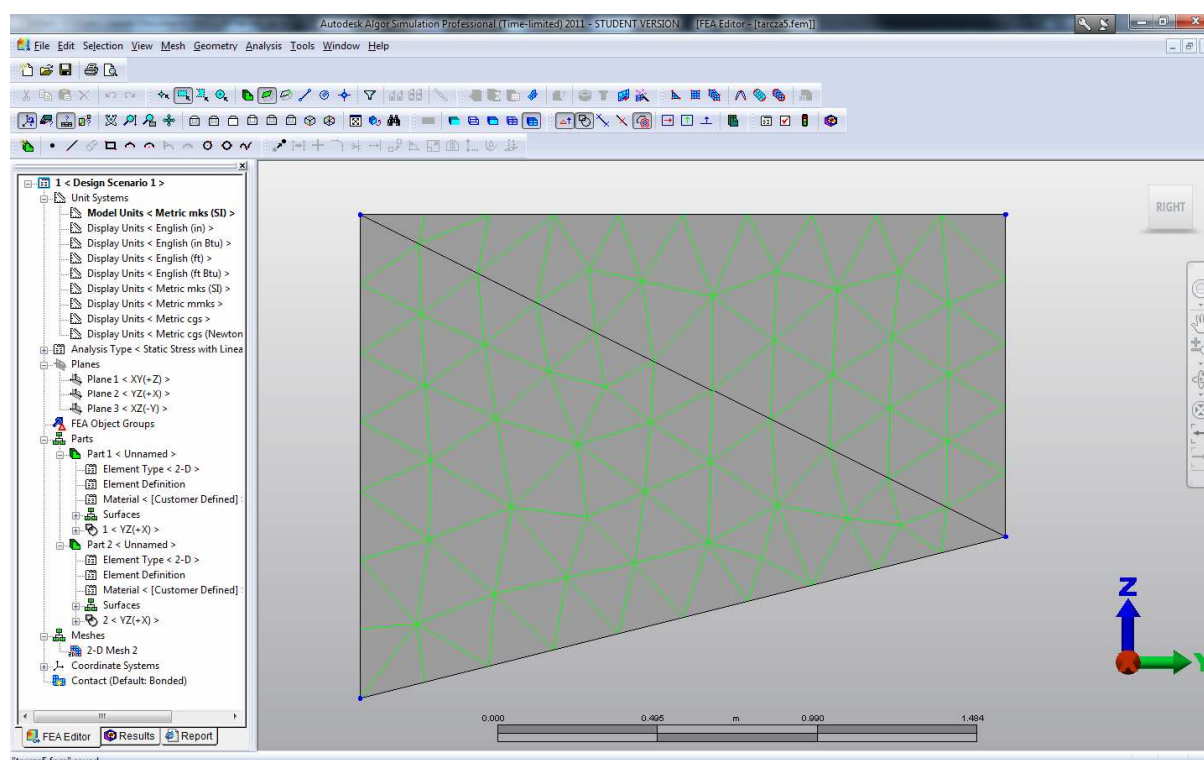 Autodesk Algor Simulation Professional (Time-limited) 2011 - STUDENT VERSION [FEA Editor - [tarcza5.fem]]
File Edit Selection View Mesh Geometry Analysis Tools Window Help
1 < Design Scenario 1 >
Unit Systems
Model Units < Metric mks (SI) >
Display Units < English (in) >
Display Units < English (in Btu) >
Display Units < English (ft) >
Display Units < English (ft Btu) >
Display Units < Metric mks (SI) >
Display Units < Metric mmks >
Display Units < Metric cgs >
Display Units < Metric cgs (Newton
Analysis Type < Static Stress with Linea
Planes
Plane 1 < XY(+Z) >
Plane 2 < YZ(+X) >
Plane 3 < XZ(-Y) >
FEA Object Groups
Parts
Part 1 < Unnamed >
Element Type < 2-D >
Element Definition
Material < [Customer Defined]
Surfaces
1 < YZ(+X) >
Part 2 < Unnamed >
Element Type < 2-D >
Element Definition
Material < [Customer Defined]
Surfaces
2 < YZ(+X) >
Meshes
2-D Mesh 2
Coordinate Systems
Contact (Default: Bonded)
FEA Editor Results Report
RIGHT
Z
Y
0.000 0.495 m 0.990 1.484